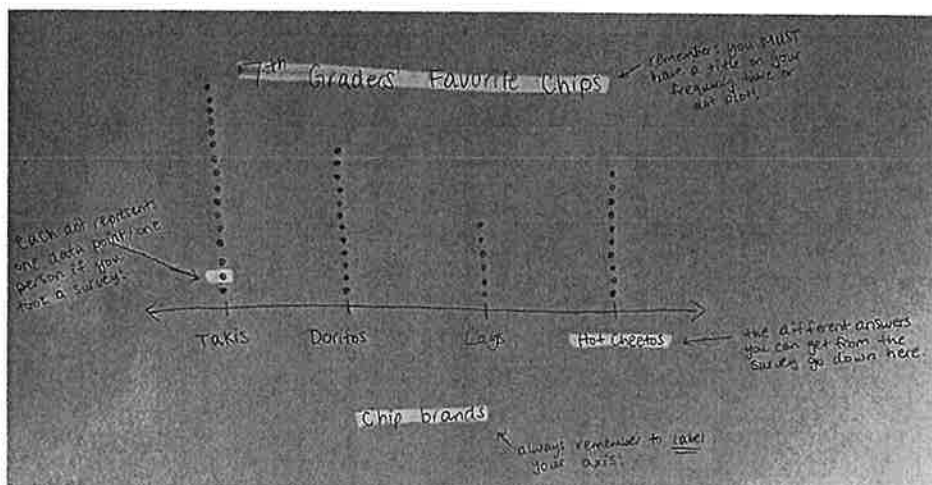 7th Graders' Favorite Chips
remember you MUST
have a title on your
frequency table or
dot plot!
Each dot represents
one data point/one
person if you
took a survey!
Takis
Doritos
Lays
Hot Cheetos
the different answers
you can get from the
survey go down here.
Chip brands
always remember to label
your axis.